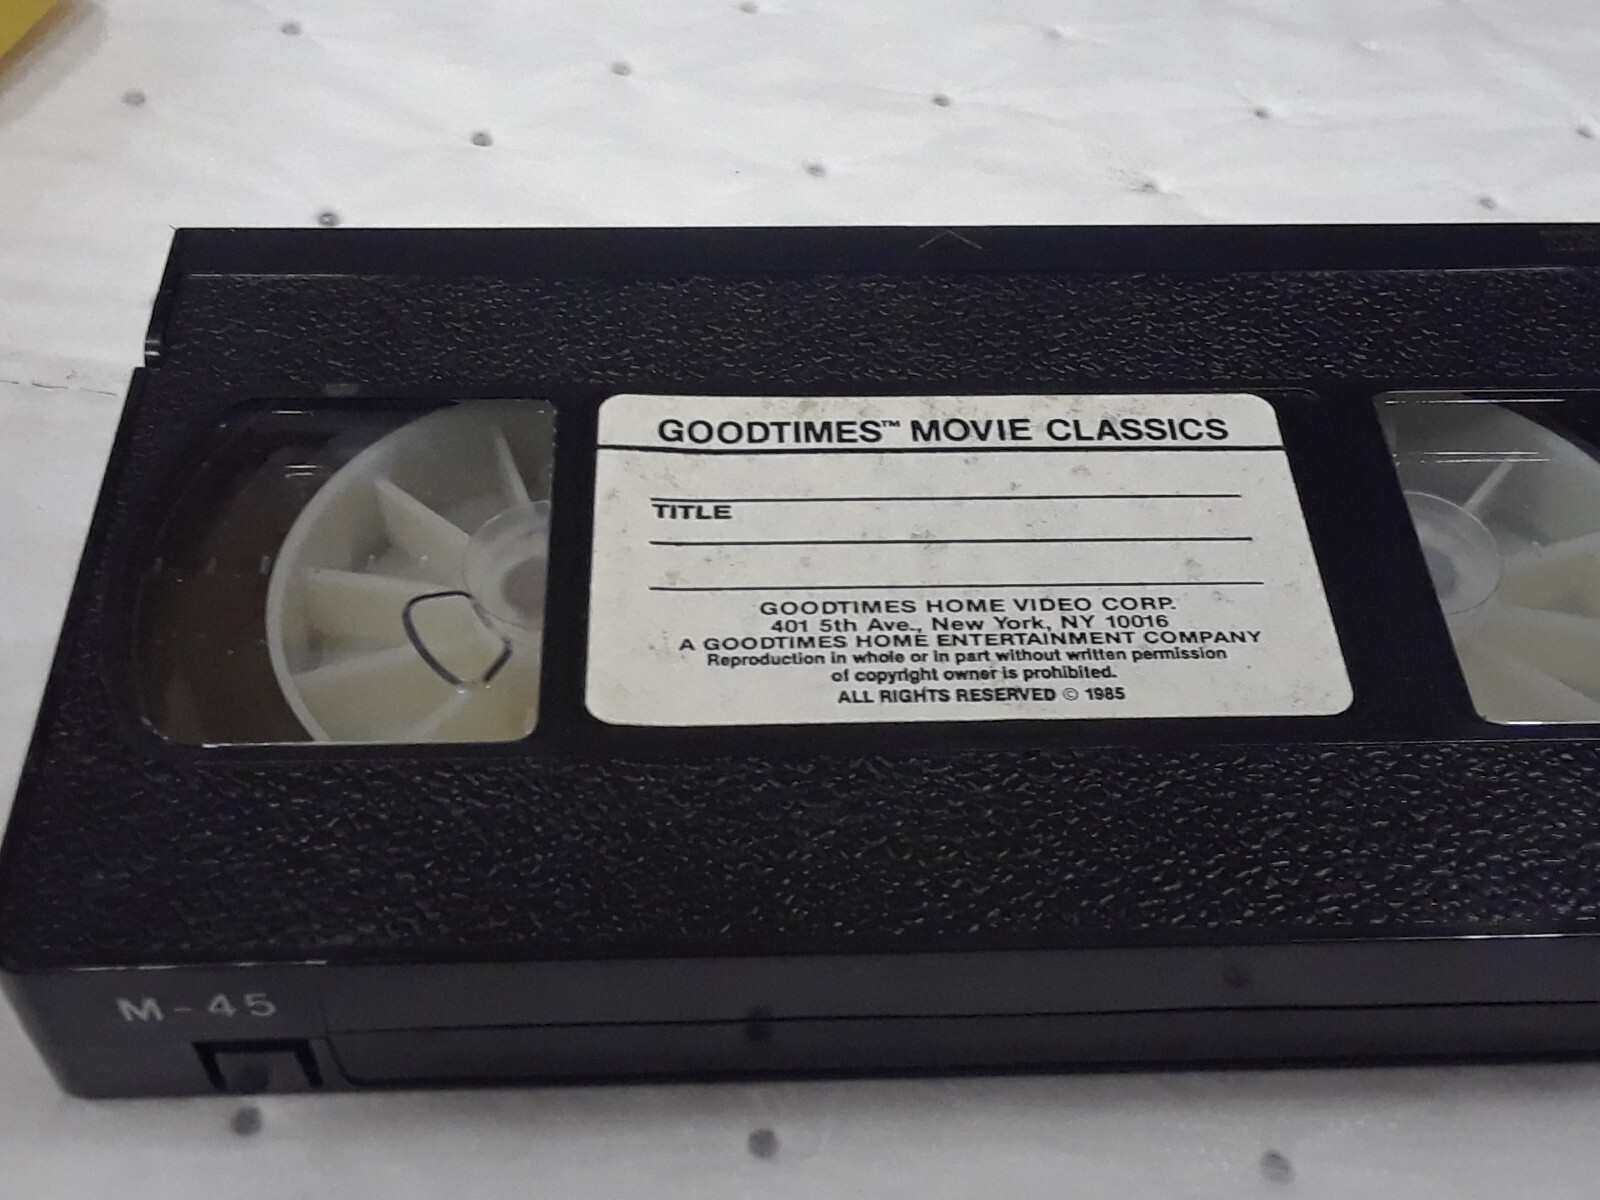 GOODTIMES™ MOVIE CLASSICS
TITLE
GOODTIMES HOME VIDEO CORP.
401 5th Ave., New York, NY 10016
A GOODTIMES HOME ENTERTAINMENT COMPANY
Reproduction in whole or in part without written permission
of copyright owner is prohibited.
ALL RIGHTS RESERVED © 1985
M-45